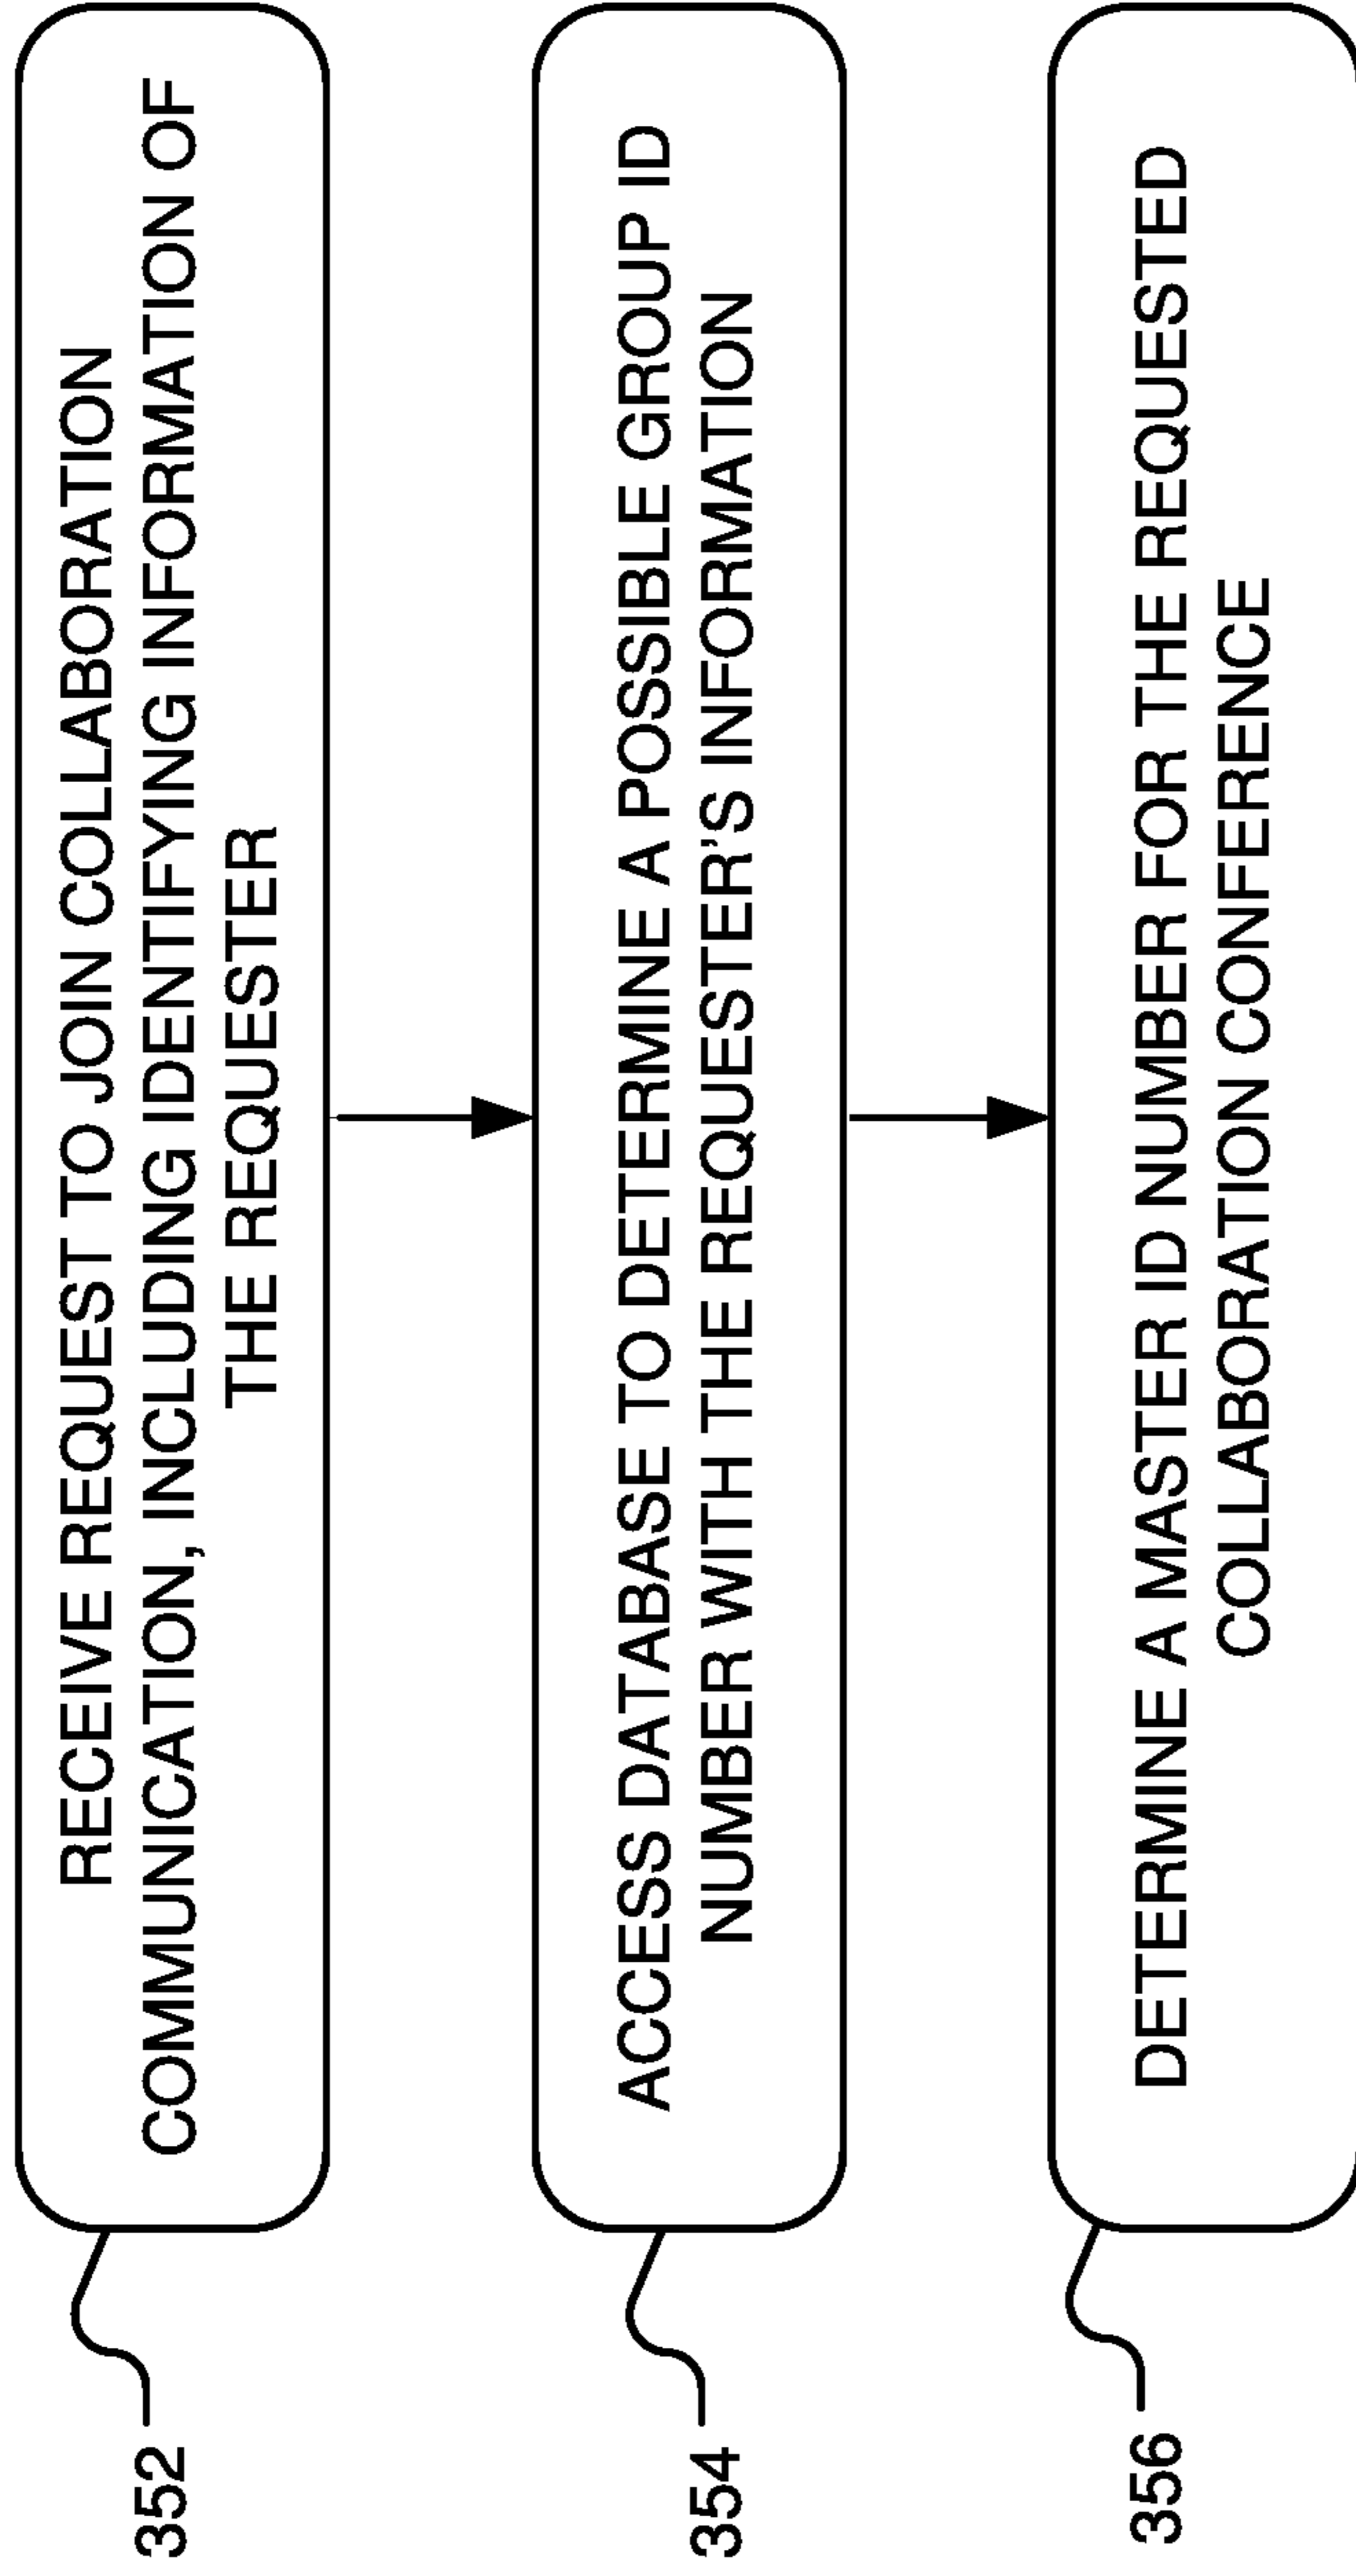 352
RECEIVE REQUEST TO JOIN COLLABORATION
COMMUNICATION, INCLUDING IDENTIFYING INFORMATION OF
THE REQUESTER
354
ACCESS DATABASE TO DETERMINE A POSSIBLE GROUP ID
NUMBER WITH THE REQUESTER'S INFORMATION
356
DETERMINE A MASTER ID NUMBER FOR THE REQUESTED
COLLABORATION CONFERENCE